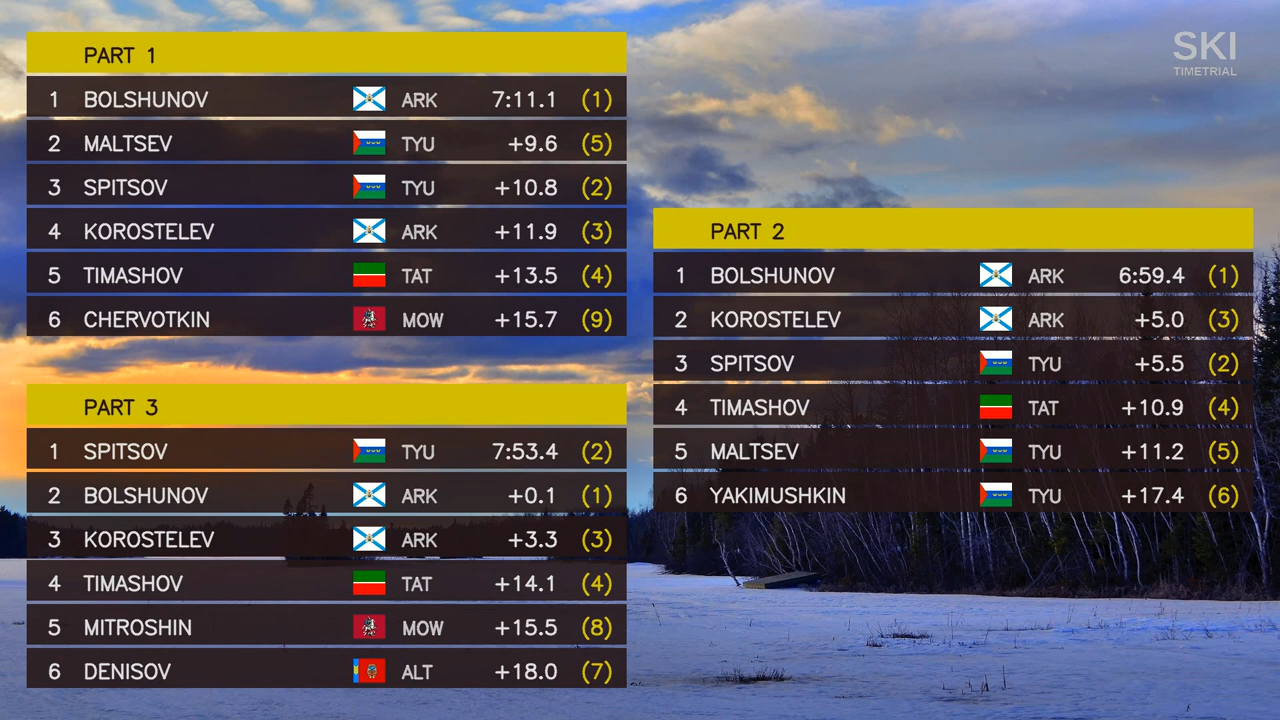 SKI
TIMETRIAL
PART 1
1 BOLSHUNOV ARK 7:11.1 (1)
2 MALTSEV TYU +9.6 (5)
3 SPITSOV TYU +10.8 (2)
4 KOROSTELEV ARK +11.9 (3)
5 TIMASHOV TAT +13.5 (4)
6 CHERVOTKIN MOW +15.7 (9)
PART 2
1 BOLSHUNOV ARK 6:59.4 (1)
2 KOROSTELEV ARK +5.0 (3)
3 SPITSOV TYU +5.5 (2)
4 TIMASHOV TAT +10.9 (4)
5 MALTSEV TYU +11.2 (5)
6 YAKIMUSHKIN TYU +17.4 (6)
PART 3
1 SPITSOV TYU 7:53.4 (2)
2 BOLSHUNOV ARK +0.1 (1)
3 KOROSTELEV ARK +3.3 (3)
4 TIMASHOV TAT +14.1 (4)
5 MITROSHIN MOW +15.5 (8)
6 DENISOV ALT +18.0 (7)